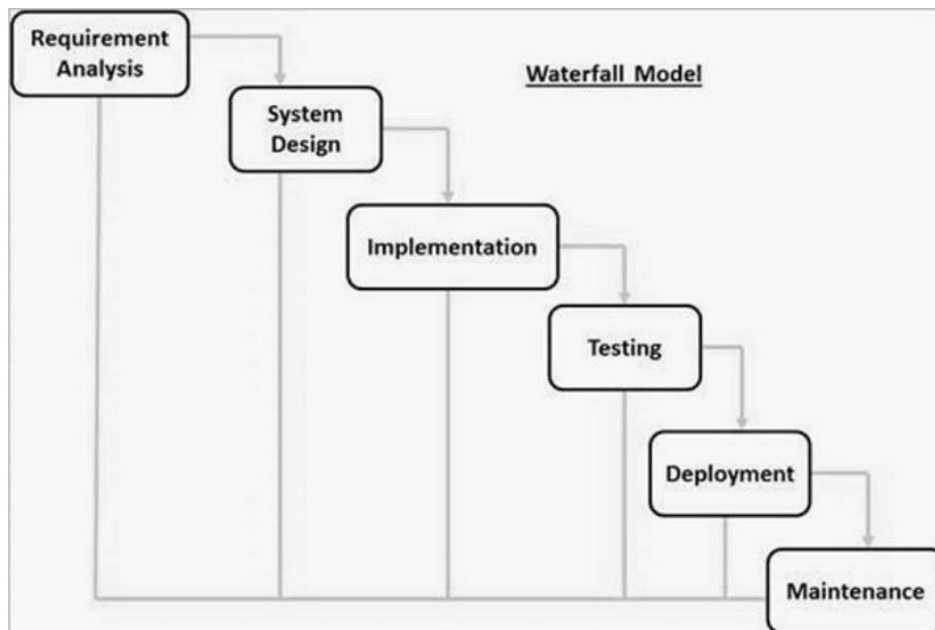 Requirement
Analysis
Waterfall Model
System
Design
Implementation
Testing
Deployment
Maintenance